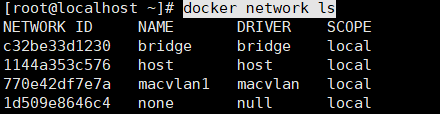 [root@localhost ~]# docker network ls
NETWORK ID     NAME       DRIVER    SCOPE
c32be33d1230   bridge     bridge    local
1144a353c576   host       host      local
770e42df7e7a   macvlan1   macvlan   local
1d509e8646c4   none       null      local